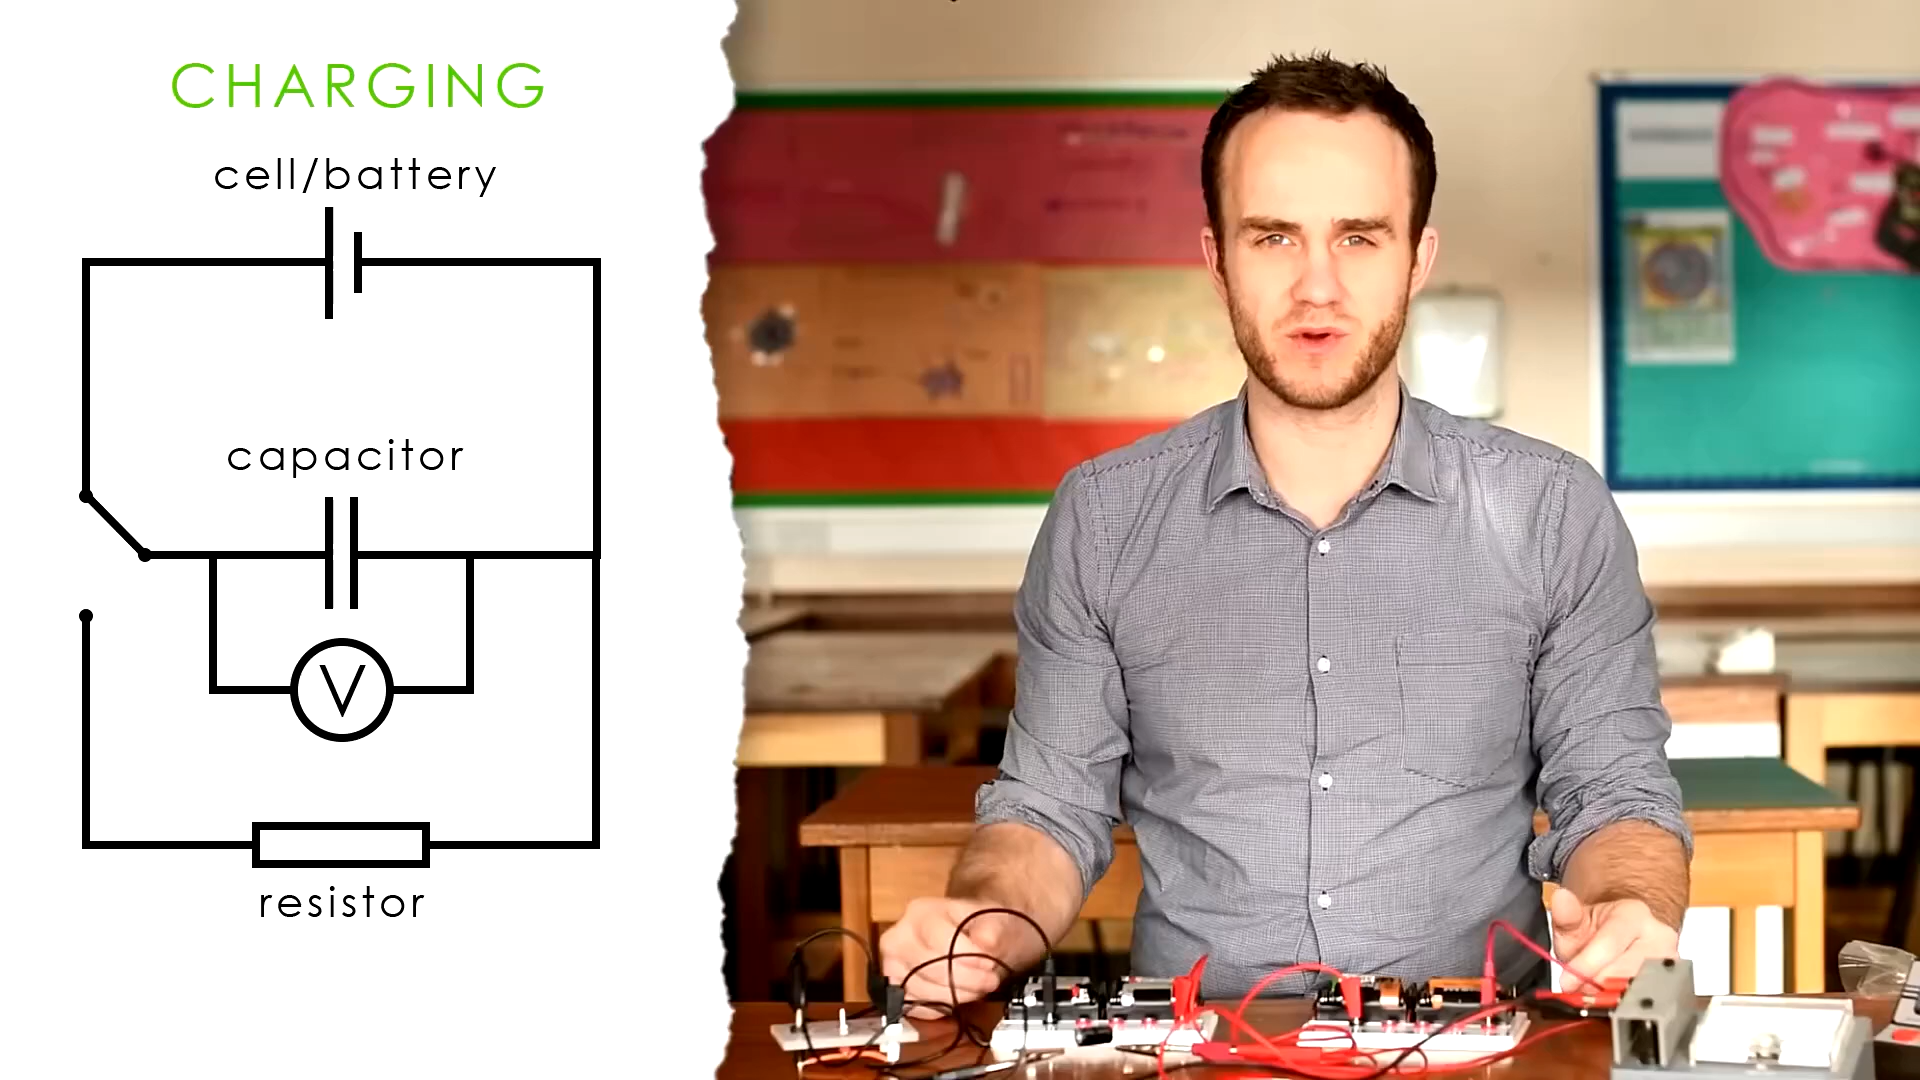 CHARGING
cell/battery
capacitor
V
resistor